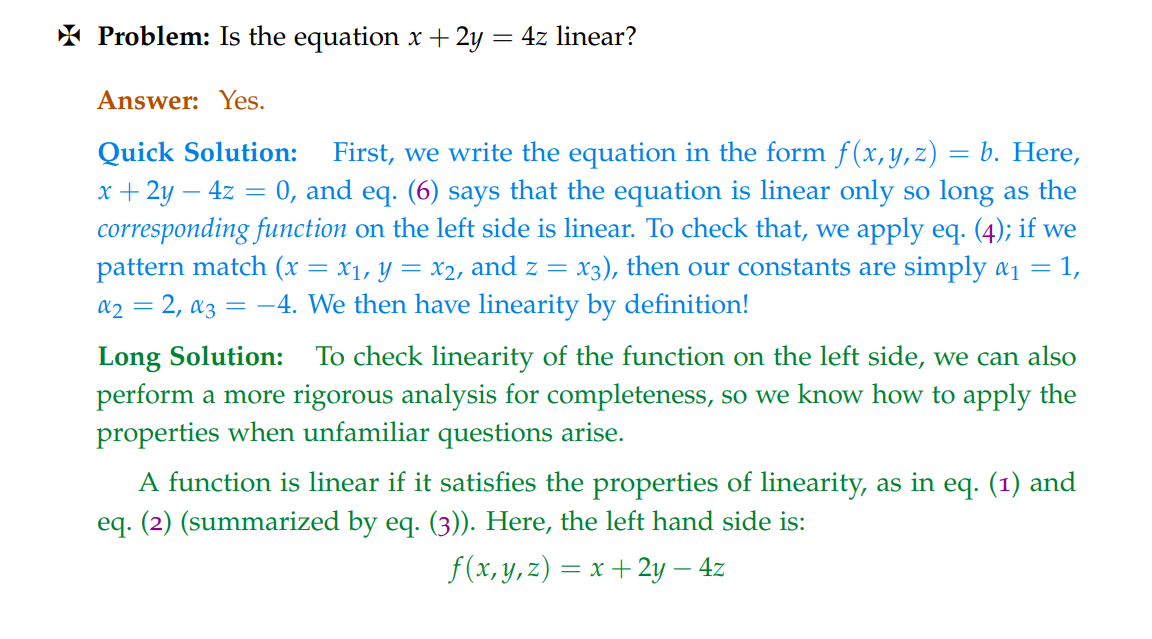 ✠ Problem: Is the equation x + 2y = 4z linear?
Answer: Yes.
Quick Solution: First, we write the equation in the form f(x, y, z) = b. Here,
x + 2y − 4z = 0, and eq. (6) says that the equation is linear only so long as the
corresponding function on the left side is linear. To check that, we apply eq. (4); if we
pattern match (x = x₁, y = x₂, and z = x₃), then our constants are simply α₁ = 1,
α₂ = 2, α₃ = −4. We then have linearity by definition!
Long Solution: To check linearity of the function on the left side, we can also
perform a more rigorous analysis for completeness, so we know how to apply the
properties when unfamiliar questions arise.
A function is linear if it satisfies the properties of linearity, as in eq. (1) and
eq. (2) (summarized by eq. (3)). Here, the left hand side is:
f(x, y, z) = x + 2y − 4z